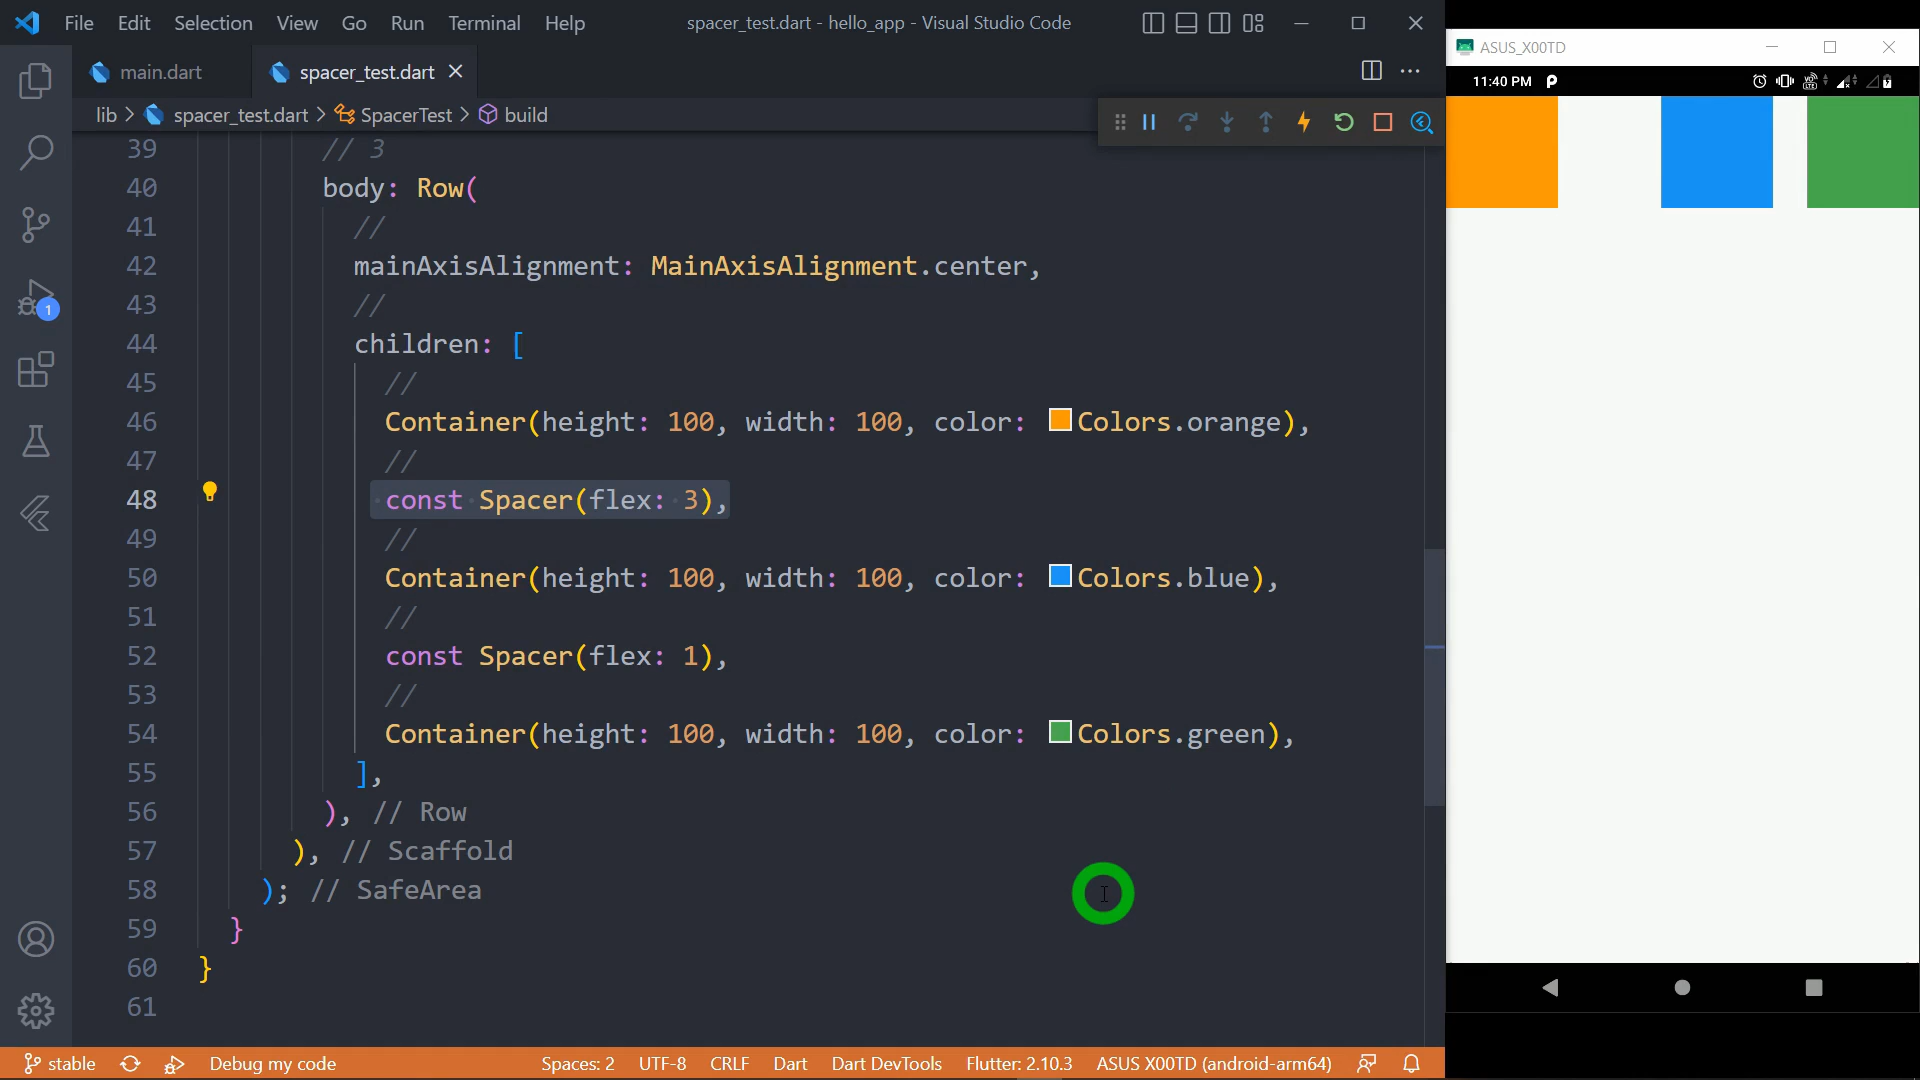 File Edit Selection View Go Run Terminal Help spacer_test.dart - hello_app - Visual Studio Code
ASUS_X00TD
main.dart spacer_test.dart
11:40 PM
lib > spacer_test.dart > SpacerTest > build
39 // 3
40 body: Row(
41 //
42 mainAxisAlignment: MainAxisAlignment.center,
43 //
44 children: [
45 //
46 Container(height: 100, width: 100, color: Colors.orange),
47 //
48 const Spacer(flex: 3),
49 //
50 Container(height: 100, width: 100, color: Colors.blue),
51 //
52 const Spacer(flex: 1),
53 //
54 Container(height: 100, width: 100, color: Colors.green),
55 ],
56 ), // Row
57 ), // Scaffold
58 ); // SafeArea
59 }
60 }
61
1
stable Debug my code Spaces: 2 UTF-8 CRLF Dart Dart DevTools Flutter: 2.10.3 ASUS X00TD (android-arm64)